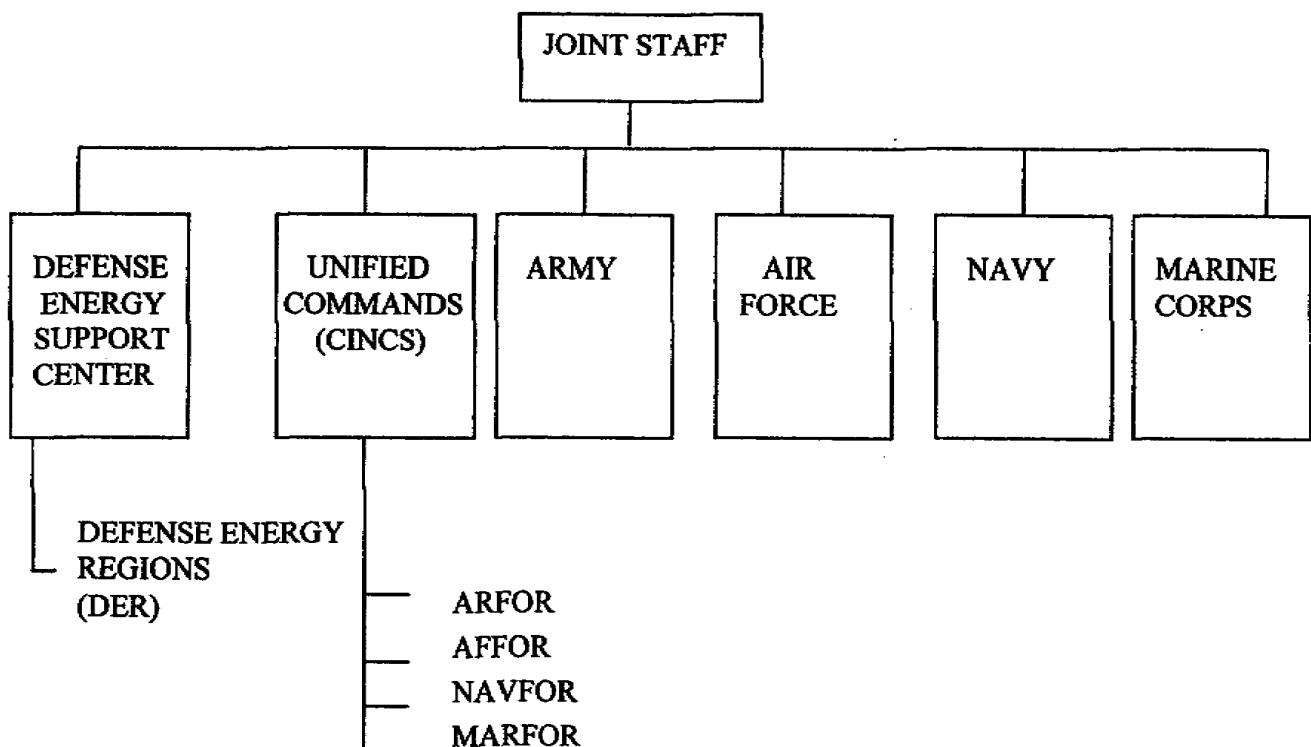 JOINT STAFF
DEFENSE
ENERGY
SUPPORT
CENTER
UNIFIED
COMMANDS
(CINCS)
ARMY
AIR
FORCE
NAVY
MARINE
CORPS
DEFENSE ENERGY
REGIONS
(DER)
ARFOR
AFFOR
NAVFOR
MARFOR